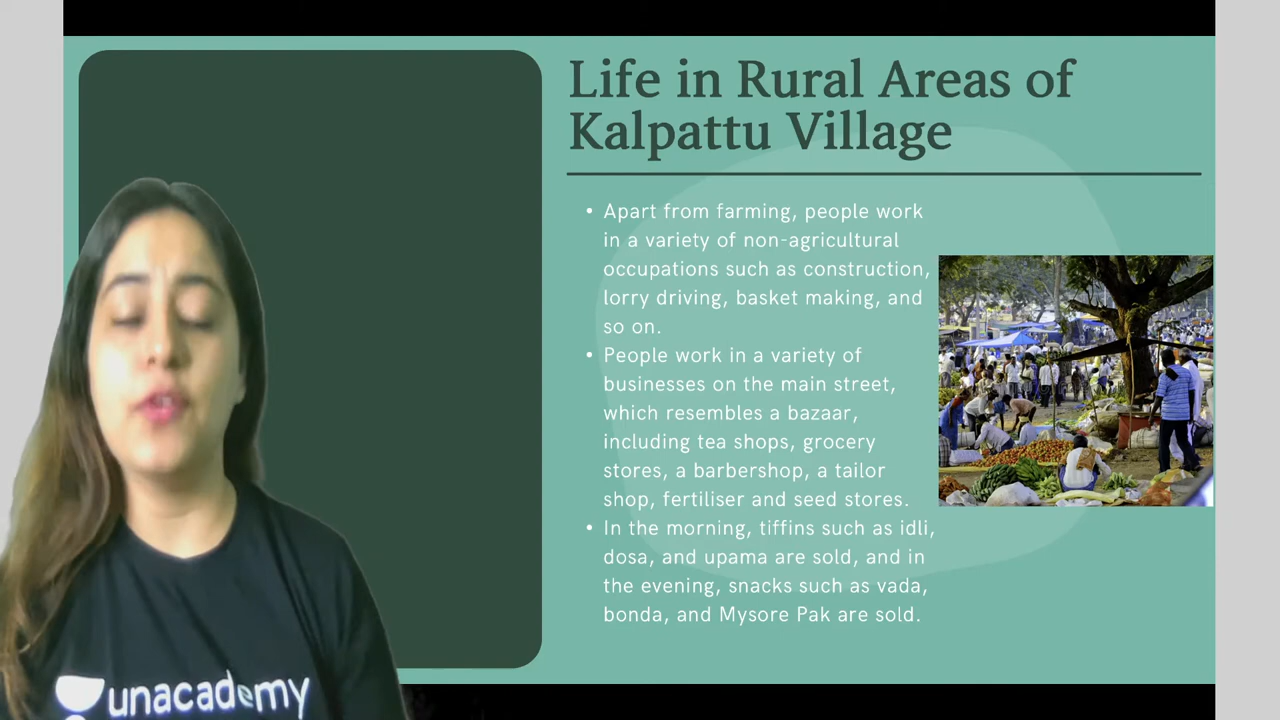 Life in Rural Areas of
Kalpattu Village
• Apart from farming, people work
in a variety of non-agricultural
occupations such as construction,
lorry driving, basket making, and
so on.
• People work in a variety of
businesses on the main street,
which resembles a bazaar,
including tea shops, grocery
stores, a barbershop, a tailor
shop, fertiliser and seed stores.
• In the morning, tiffins such as idli,
dosa, and upama are sold, and in
the evening, snacks such as vada,
bonda, and Mysore Pak are sold.
unacademy